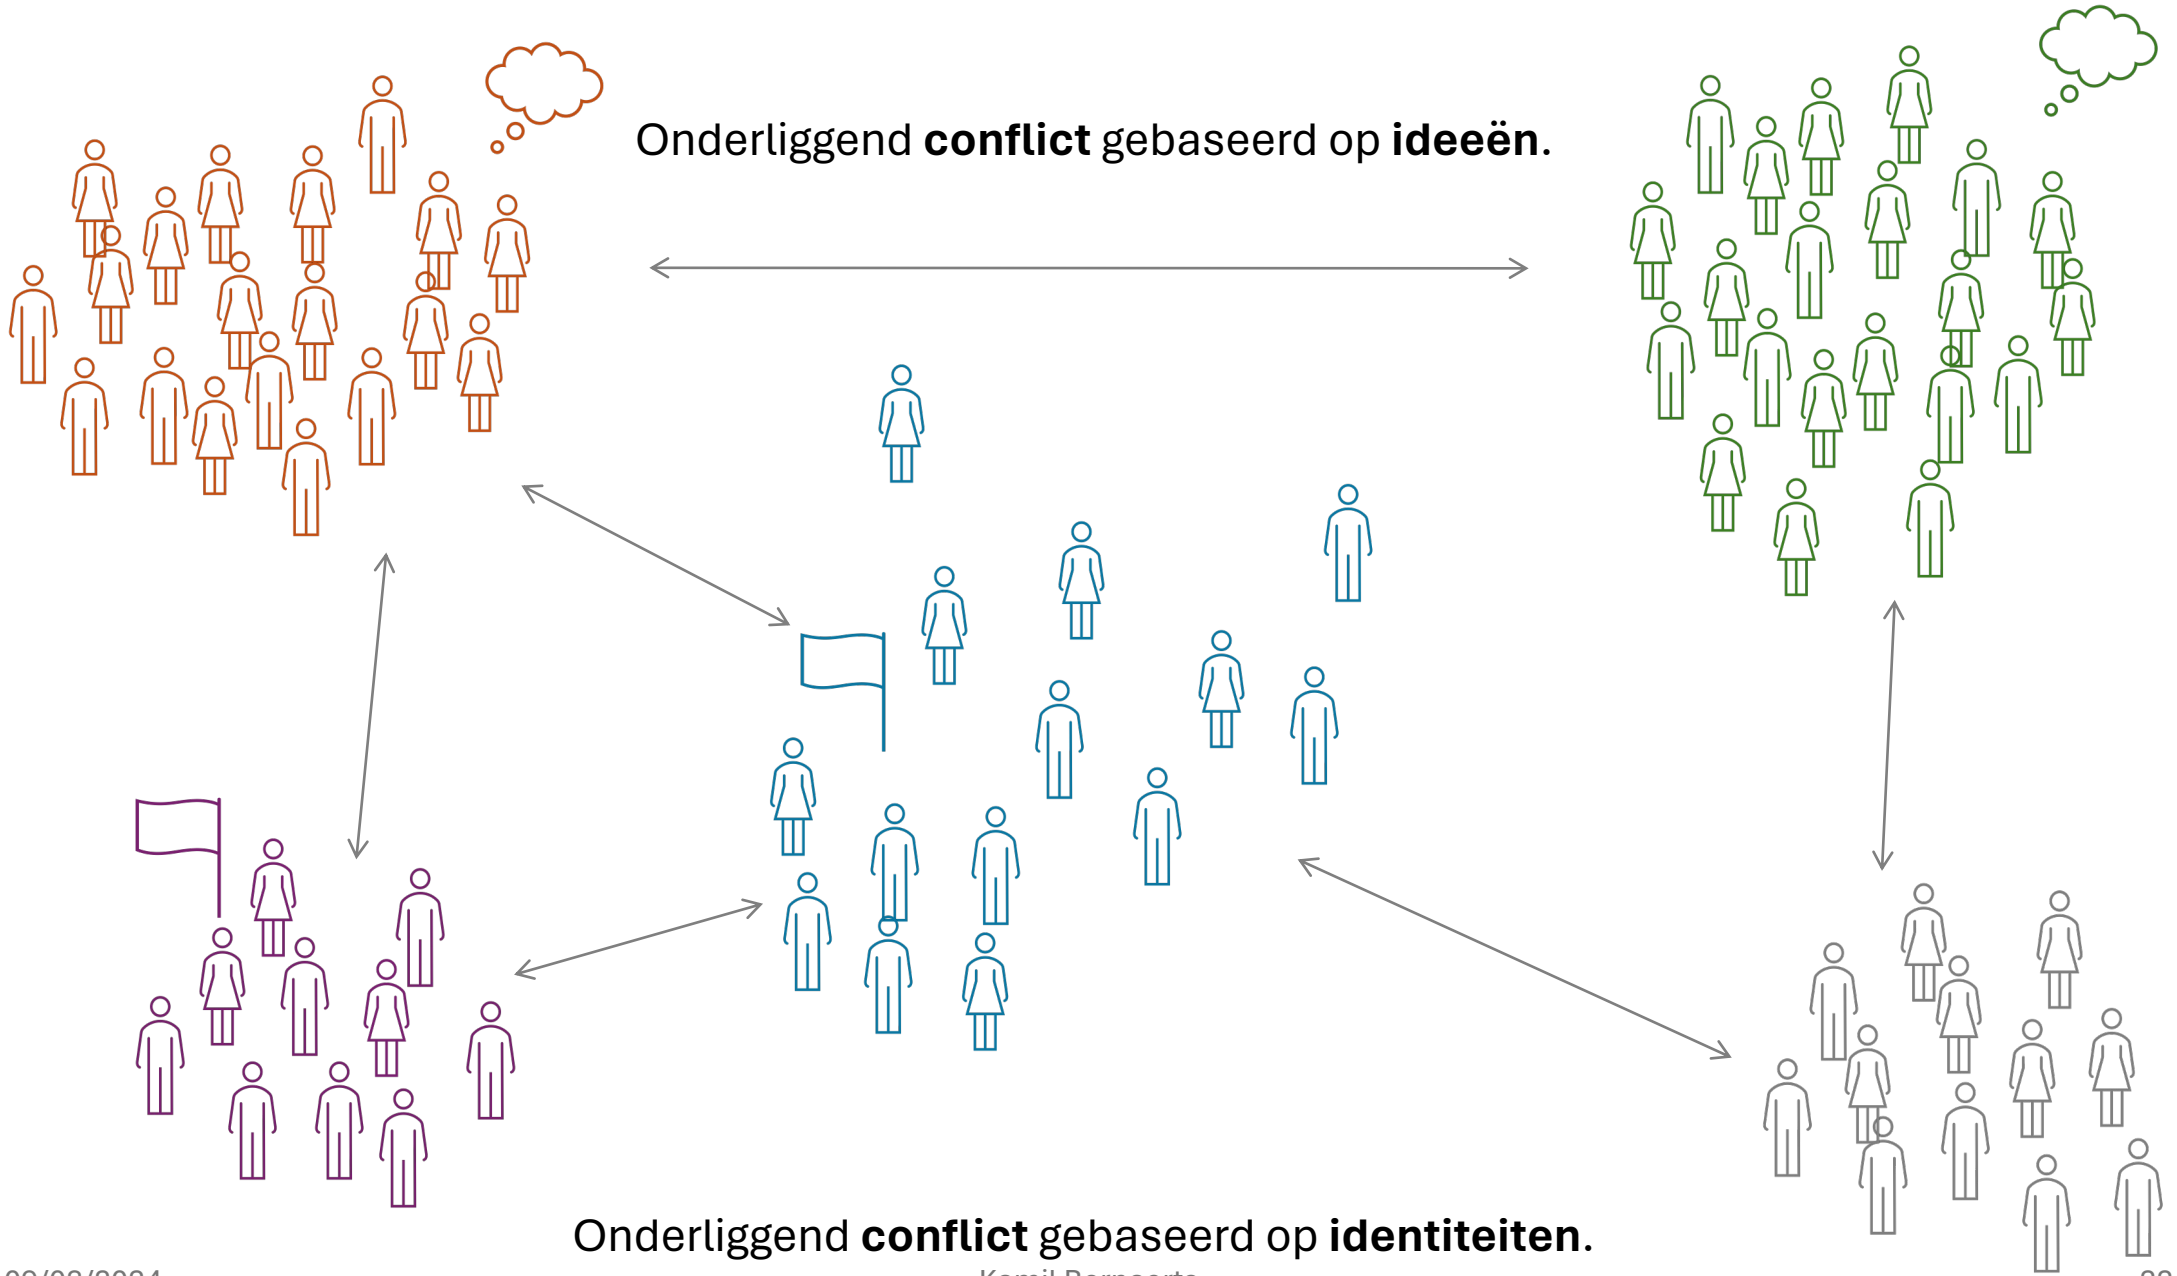 Onderliggend conflict gebaseerd op ideeën.
Onderliggend conflict gebaseerd op identiteiten.